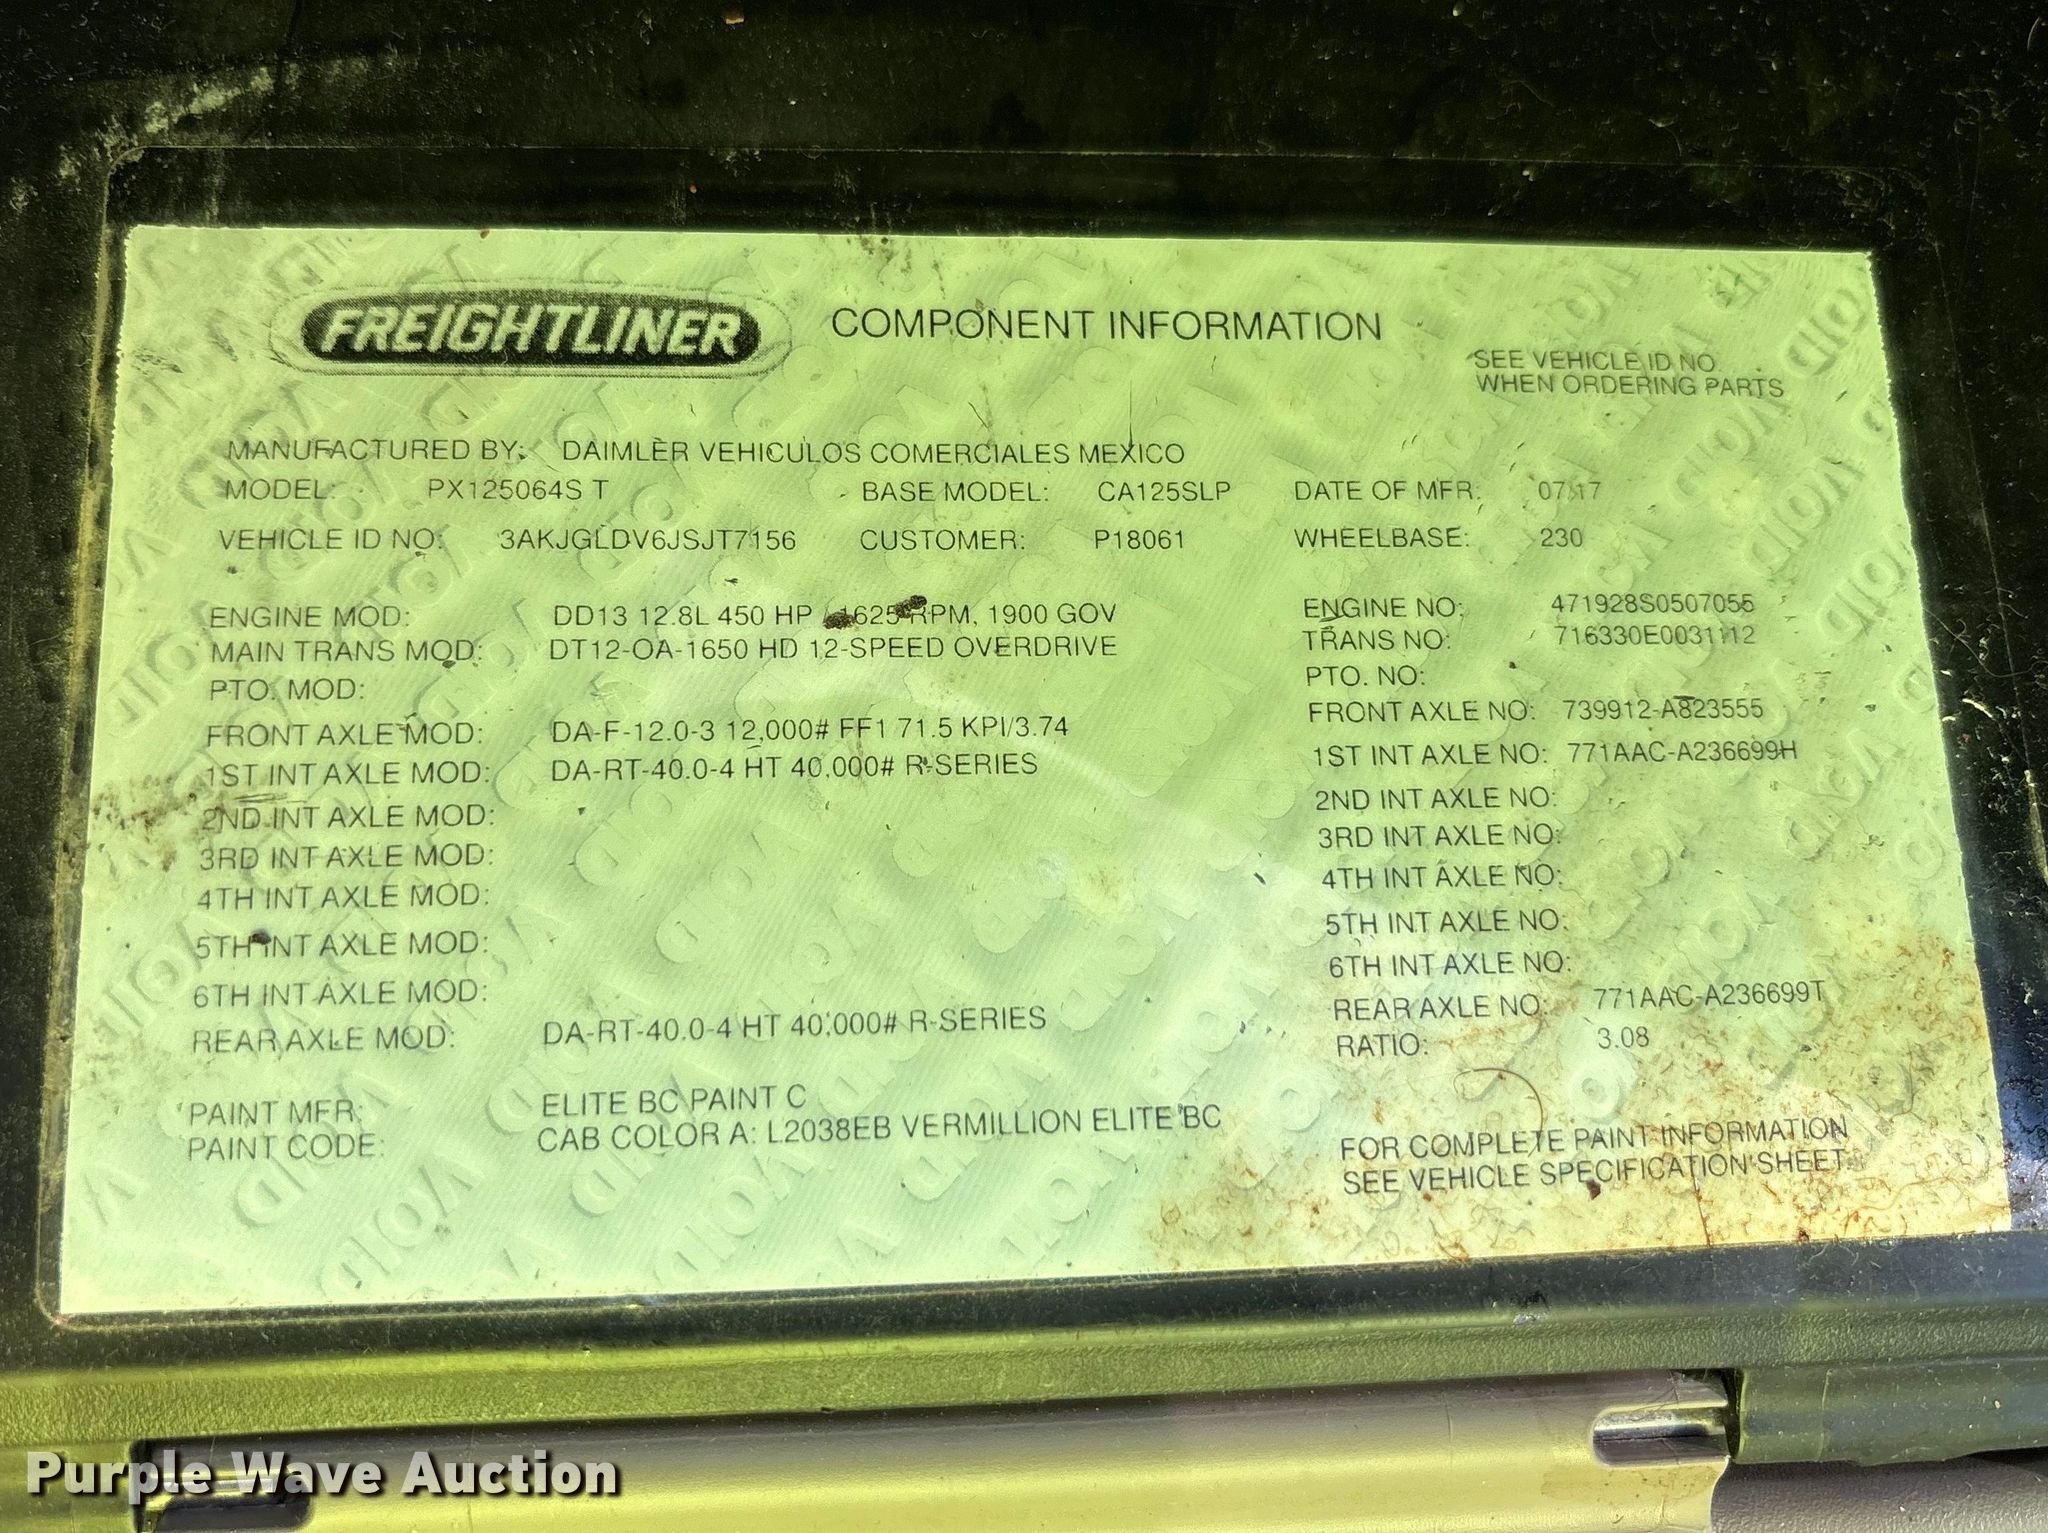 FREIGHTLINER COMPONENT INFORMATION
SEE VEHICLE ID NO
WHEN ORDERING PARTS
MANUFACTURED BY: DAIMLER VEHICULOS COMERCIALES MEXICO
MODEL: PX125064S T BASE MODEL: CA125SLP DATE OF MFR: 07/17
VEHICLE ID NO: 3AKJGLDV6JSJT7156 CUSTOMER: P18061 WHEELBASE: 230
ENGINE MOD: DD13 12.8L 450 HP 1625 RPM, 1900 GOV ENGINE NO: 471928S0507055
MAIN TRANS MOD: DT12-OA-1650 HD 12-SPEED OVERDRIVE TRANS NO: 716330E0031112
PTO. MOD: PTO. NO:
FRONT AXLE MOD: DA-F-12.0-3 12,000# FF1 71.5 KPI/3.74 FRONT AXLE NO: 739912-A823555
1ST INT AXLE MOD: DA-RT-40.0-4 HT 40,000# R-SERIES 1ST INT AXLE NO: 771AAC-A236699H
2ND INT AXLE MOD: 2ND INT AXLE NO:
3RD INT AXLE MOD: 3RD INT AXLE NO:
4TH INT AXLE MOD: 4TH INT AXLE NO:
5TH INT AXLE MOD: 5TH INT AXLE NO:
6TH INT AXLE MOD: 6TH INT AXLE NO:
REAR AXLE MOD: DA-RT-40.0-4 HT 40,000# R-SERIES REAR AXLE NO: 771AAC-A236699T
RATIO: 3.08
PAINT MFR: ELITE BC PAINT C
PAINT CODE: CAB COLOR A: L2038EB VERMILLION ELITE BC
FOR COMPLETE PAINT INFORMATION
SEE VEHICLE SPECIFICATION SHEET.
Purple Wave Auction